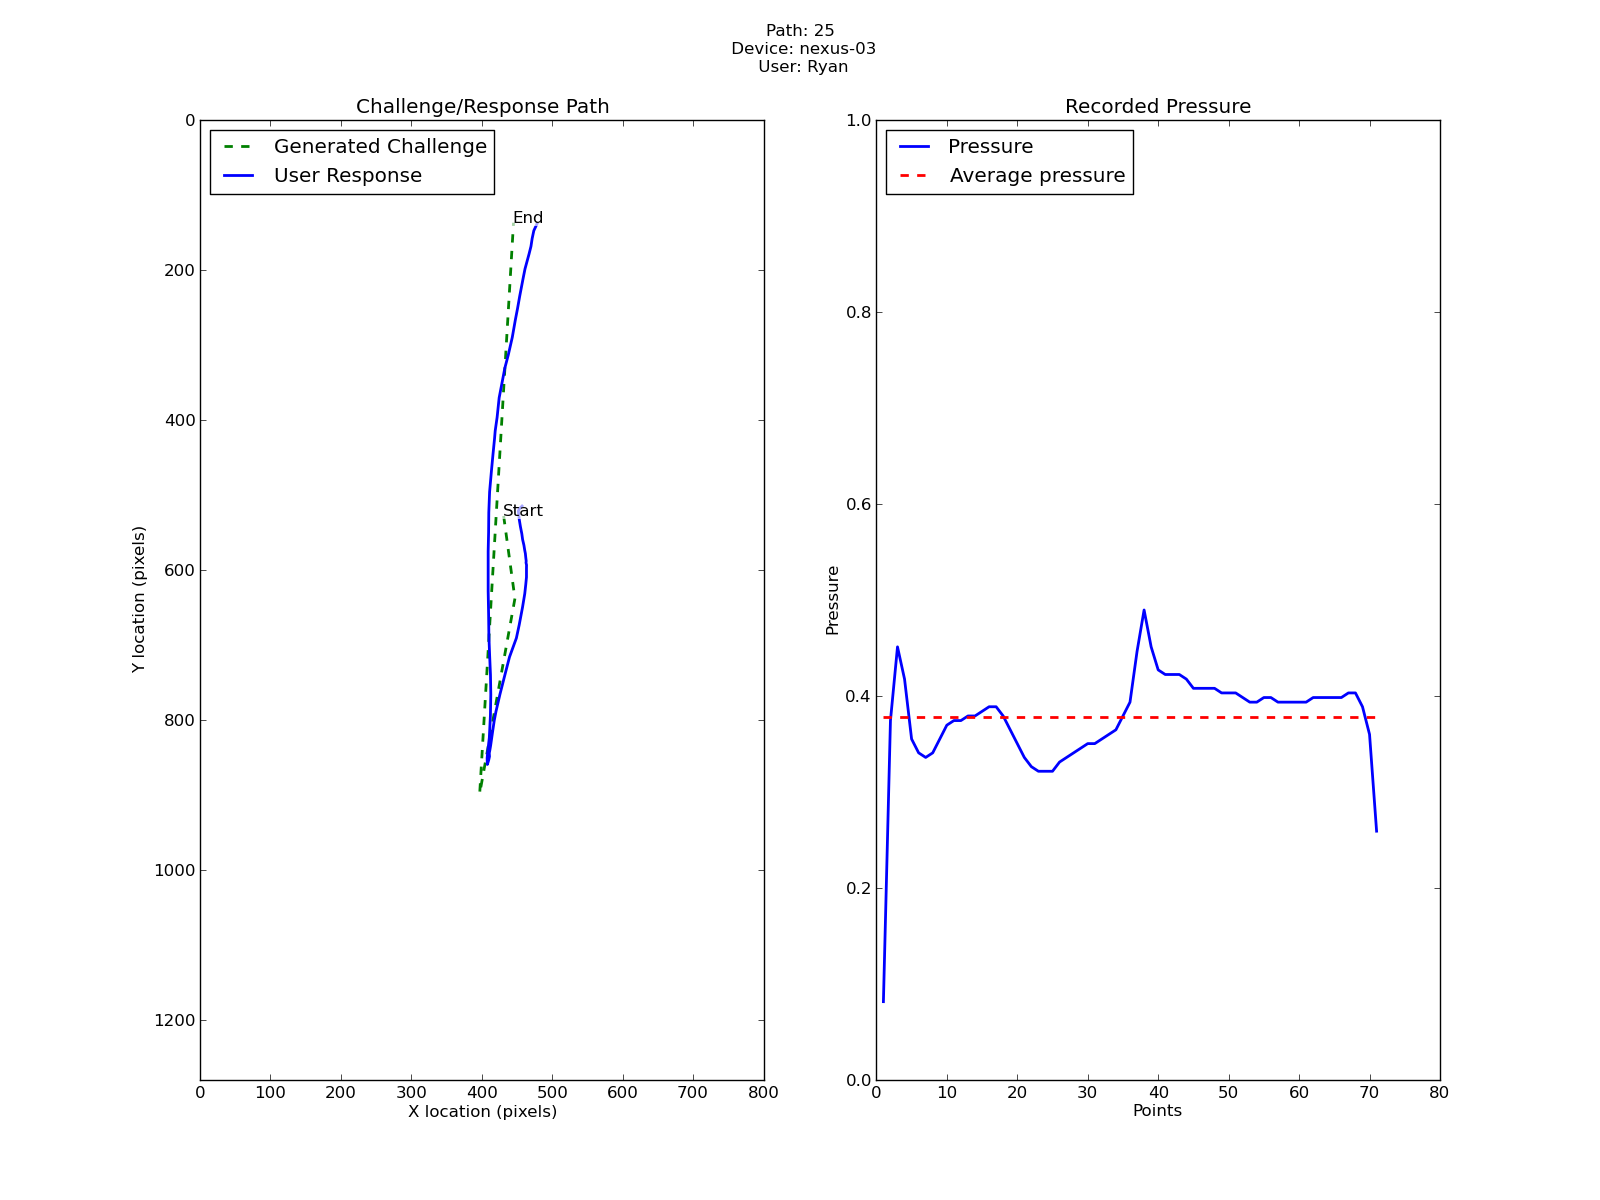 Path: 25
Device: nexus-03
User: Ryan
Challenge/Response Path
Generated Challenge
User Response
End
Start
0
200
400
600
800
1000
1200
Y location (pixels)
0 100 200 300 400 500 600 700 800
X location (pixels)
Recorded Pressure
Pressure
Average pressure
1.0
0.8
0.6
0.4
0.2
0.0
Pressure
0 10 20 30 40 50 60 70 80
Points